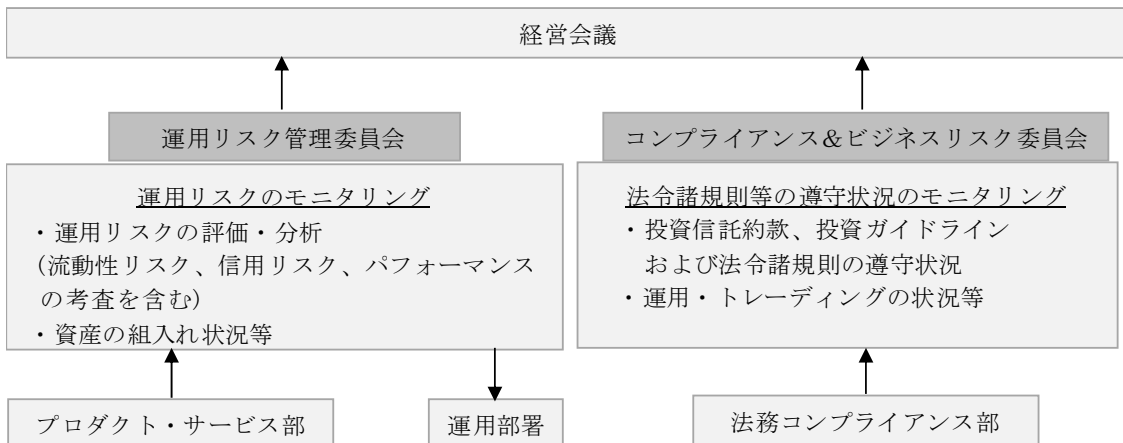 経営会議
運用リスク管理委員会
運用リスクのモニタリング
・運用リスクの評価・分析
（流動性リスク、信用リスク、パフォーマンス
の考査を含む）
・資産の組入れ状況等
コンプライアンス＆ビジネスリスク委員会
法令諸規則等の遵守状況のモニタリング
・投資信託約款、投資ガイドライン
および法令諸規則の遵守状況
・運用・トレーディングの状況等
プロダクト・サービス部
運用部署
法務コンプライアンス部